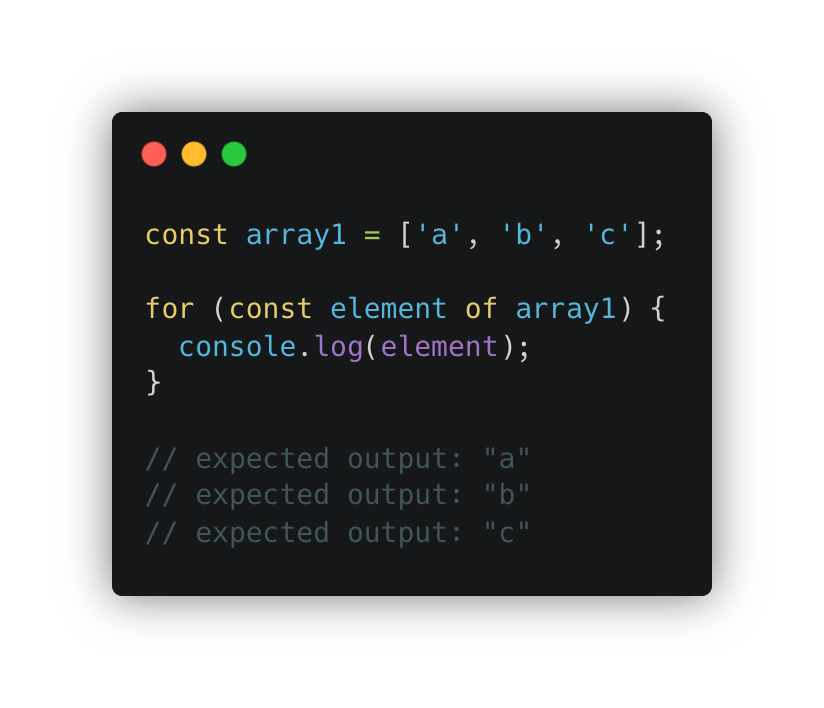 const array1 = ['a', 'b', 'c'];
for (const element of array1) {
  console.log(element);
}
// expected output: "a"
// expected output: "b"
// expected output: "c"